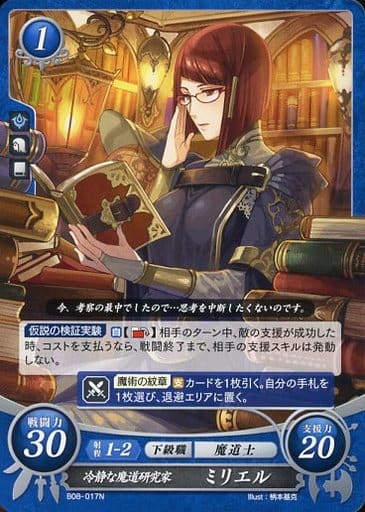 1
今、考察の最中でしたので…思考を中断したくないのです。
仮説の検証実験 自【】相手のターン中、敵の支援が成功した
時、コストを支払うなら、戦闘終了まで、相手の支援スキルは発動
しない。
魔術の紋章 支 カードを1枚引く。自分の手札を
1枚選び、退避エリアに置く。
戦闘力
30
射程 1-2 下級職 魔道士
支援力
20
冷静な魔道研究家 ミリエル
B08-017N
Illust:柄本基克